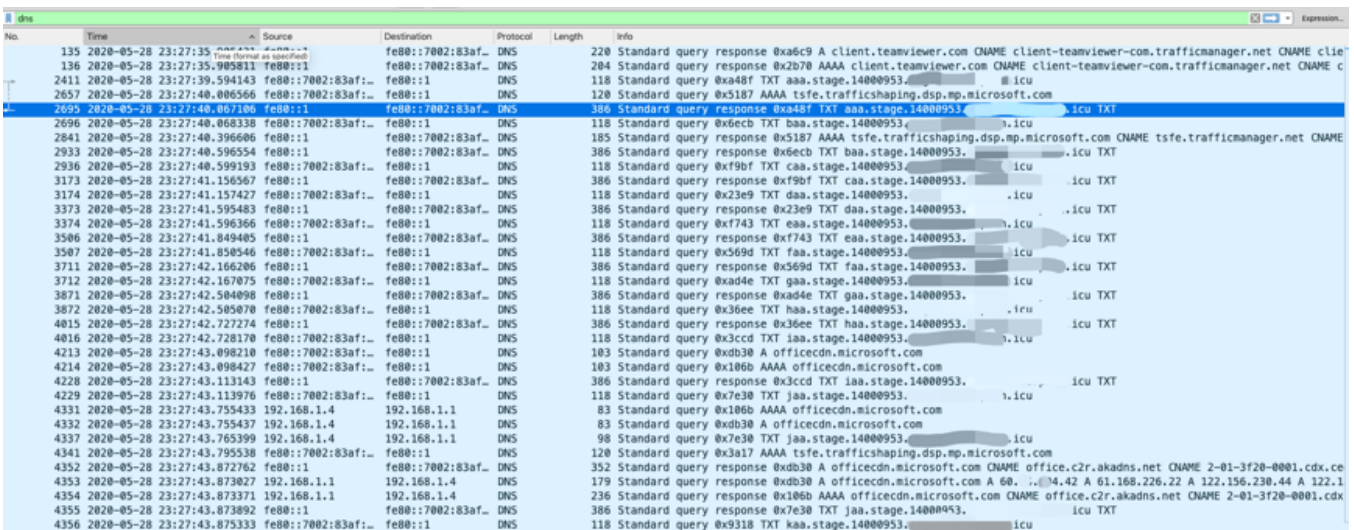 dns Expression...
No. Time Source Destination Protocol Length Info
135 2020-05-28 23:27:35. fe80::7002:83af… DNS 220 Standard query response 0xa6c9 A client.teamviewer.com CNAME client-teamviewer-com.trafficmanager.net CNAME clie
Time (format as specified)
136 2020-05-28 23:27:35.905811 fe80::1 fe80::7002:83af… DNS 204 Standard query response 0x2b70 AAAA client.teamviewer.com CNAME client-teamviewer-com.trafficmanager.net CNAME c
2411 2020-05-28 23:27:39.594143 fe80::7002:83af:… fe80::1 DNS 118 Standard query 0xa48f TXT aaa.stage.14000953. icu
2657 2020-05-28 23:27:40.006566 fe80::7002:83af:… fe80::1 DNS 120 Standard query 0x5187 AAAA tsfe.trafficshaping.dsp.mp.microsoft.com
2695 2020-05-28 23:27:40.067106 fe80::1 fe80::7002:83af… DNS 386 Standard query response 0xa48f TXT aaa.stage.14000953. .icu TXT
2696 2020-05-28 23:27:40.068338 fe80::7002:83af:… fe80::1 DNS 118 Standard query 0x6ecb TXT baa.stage.14000953. .icu
2841 2020-05-28 23:27:40.396606 fe80::1 fe80::7002:83af… DNS 185 Standard query response 0x5187 AAAA tsfe.trafficshaping.dsp.mp.microsoft.com CNAME tsfe.trafficmanager.net CNAME
2933 2020-05-28 23:27:40.596554 fe80::1 fe80::7002:83af… DNS 386 Standard query response 0x6ecb TXT baa.stage.14000953. .icu TXT
2936 2020-05-28 23:27:40.599193 fe80::7002:83af:… fe80::1 DNS 118 Standard query 0xf9bf TXT caa.stage.14000953. icu
3173 2020-05-28 23:27:41.156567 fe80::1 fe80::7002:83af… DNS 386 Standard query response 0xf9bf TXT caa.stage.14000953. .icu TXT
3174 2020-05-28 23:27:41.157427 fe80::7002:83af:… fe80::1 DNS 118 Standard query 0x23e9 TXT daa.stage.14000953. .icu
3373 2020-05-28 23:27:41.595483 fe80::1 fe80::7002:83af… DNS 386 Standard query response 0x23e9 TXT daa.stage.14000953. .icu TXT
3374 2020-05-28 23:27:41.596366 fe80::7002:83af:… fe80::1 DNS 118 Standard query 0xf743 TXT eaa.stage.14000953. icu
3506 2020-05-28 23:27:41.849405 fe80::1 fe80::7002:83af… DNS 386 Standard query response 0xf743 TXT eaa.stage.14000953. .icu TXT
3507 2020-05-28 23:27:41.850546 fe80::7002:83af:… fe80::1 DNS 118 Standard query 0x569d TXT faa.stage.14000953. icu
3711 2020-05-28 23:27:42.166206 fe80::1 fe80::7002:83af… DNS 386 Standard query response 0x569d TXT faa.stage.14000953. .icu TXT
3712 2020-05-28 23:27:42.167075 fe80::7002:83af:… fe80::1 DNS 118 Standard query 0xad4e TXT gaa.stage.14000953. icu
3871 2020-05-28 23:27:42.504098 fe80::1 fe80::7002:83af… DNS 386 Standard query response 0xad4e TXT gaa.stage.14000953. .icu TXT
3872 2020-05-28 23:27:42.505070 fe80::7002:83af:… fe80::1 DNS 118 Standard query 0x36ee TXT haa.stage.14000953. .icu
4015 2020-05-28 23:27:42.727274 fe80::1 fe80::7002:83af… DNS 386 Standard query response 0x36ee TXT haa.stage.14000953. icu TXT
4016 2020-05-28 23:27:42.728170 fe80::7002:83af:… fe80::1 DNS 118 Standard query 0x3ccd TXT iaa.stage.14000953. .icu
4213 2020-05-28 23:27:43.098210 fe80::7002:83af:… fe80::1 DNS 103 Standard query 0xdb30 A officecdn.microsoft.com
4214 2020-05-28 23:27:43.098427 fe80::7002:83af:… fe80::1 DNS 103 Standard query 0x106b AAAA officecdn.microsoft.com
4228 2020-05-28 23:27:43.113143 fe80::1 fe80::7002:83af… DNS 386 Standard query response 0x3ccd TXT iaa.stage.14000953. icu TXT
4229 2020-05-28 23:27:43.113976 fe80::7002:83af:… fe80::1 DNS 118 Standard query 0x7e30 TXT jaa.stage.14000953. .icu
4331 2020-05-28 23:27:43.755433 192.168.1.4 192.168.1.1 DNS 83 Standard query 0x106b AAAA officecdn.microsoft.com
4332 2020-05-28 23:27:43.755437 192.168.1.4 192.168.1.1 DNS 83 Standard query 0xdb30 A officecdn.microsoft.com
4337 2020-05-28 23:27:43.765399 192.168.1.4 192.168.1.1 DNS 98 Standard query 0x7e30 TXT jaa.stage.14000953. .icu
4341 2020-05-28 23:27:43.795538 fe80::7002:83af:… fe80::1 DNS 120 Standard query 0x3a17 AAAA tsfe.trafficshaping.dsp.mp.microsoft.com
4352 2020-05-28 23:27:43.872762 fe80::1 fe80::7002:83af… DNS 352 Standard query response 0xdb30 A officecdn.microsoft.com CNAME office.c2r.akadns.net CNAME 2-01-3f20-0001.cdx.ce
4353 2020-05-28 23:27:43.873027 192.168.1.1 192.168.1.4 DNS 179 Standard query response 0xdb30 A officecdn.microsoft.com A 60. 4.42 A 61.168.226.22 A 122.156.230.44 A 122.1
4354 2020-05-28 23:27:43.873371 192.168.1.1 192.168.1.4 DNS 236 Standard query response 0x106b AAAA officecdn.microsoft.com CNAME office.c2r.akadns.net CNAME 2-01-3f20-0001.cdx
4355 2020-05-28 23:27:43.873892 fe80::1 fe80::7002:83af… DNS 386 Standard query response 0x7e30 TXT jaa.stage.14000953. icu TXT
4356 2020-05-28 23:27:43.875333 fe80::7002:83af:… fe80::1 DNS 118 Standard query 0x9318 TXT kaa.stage.14000953. icu